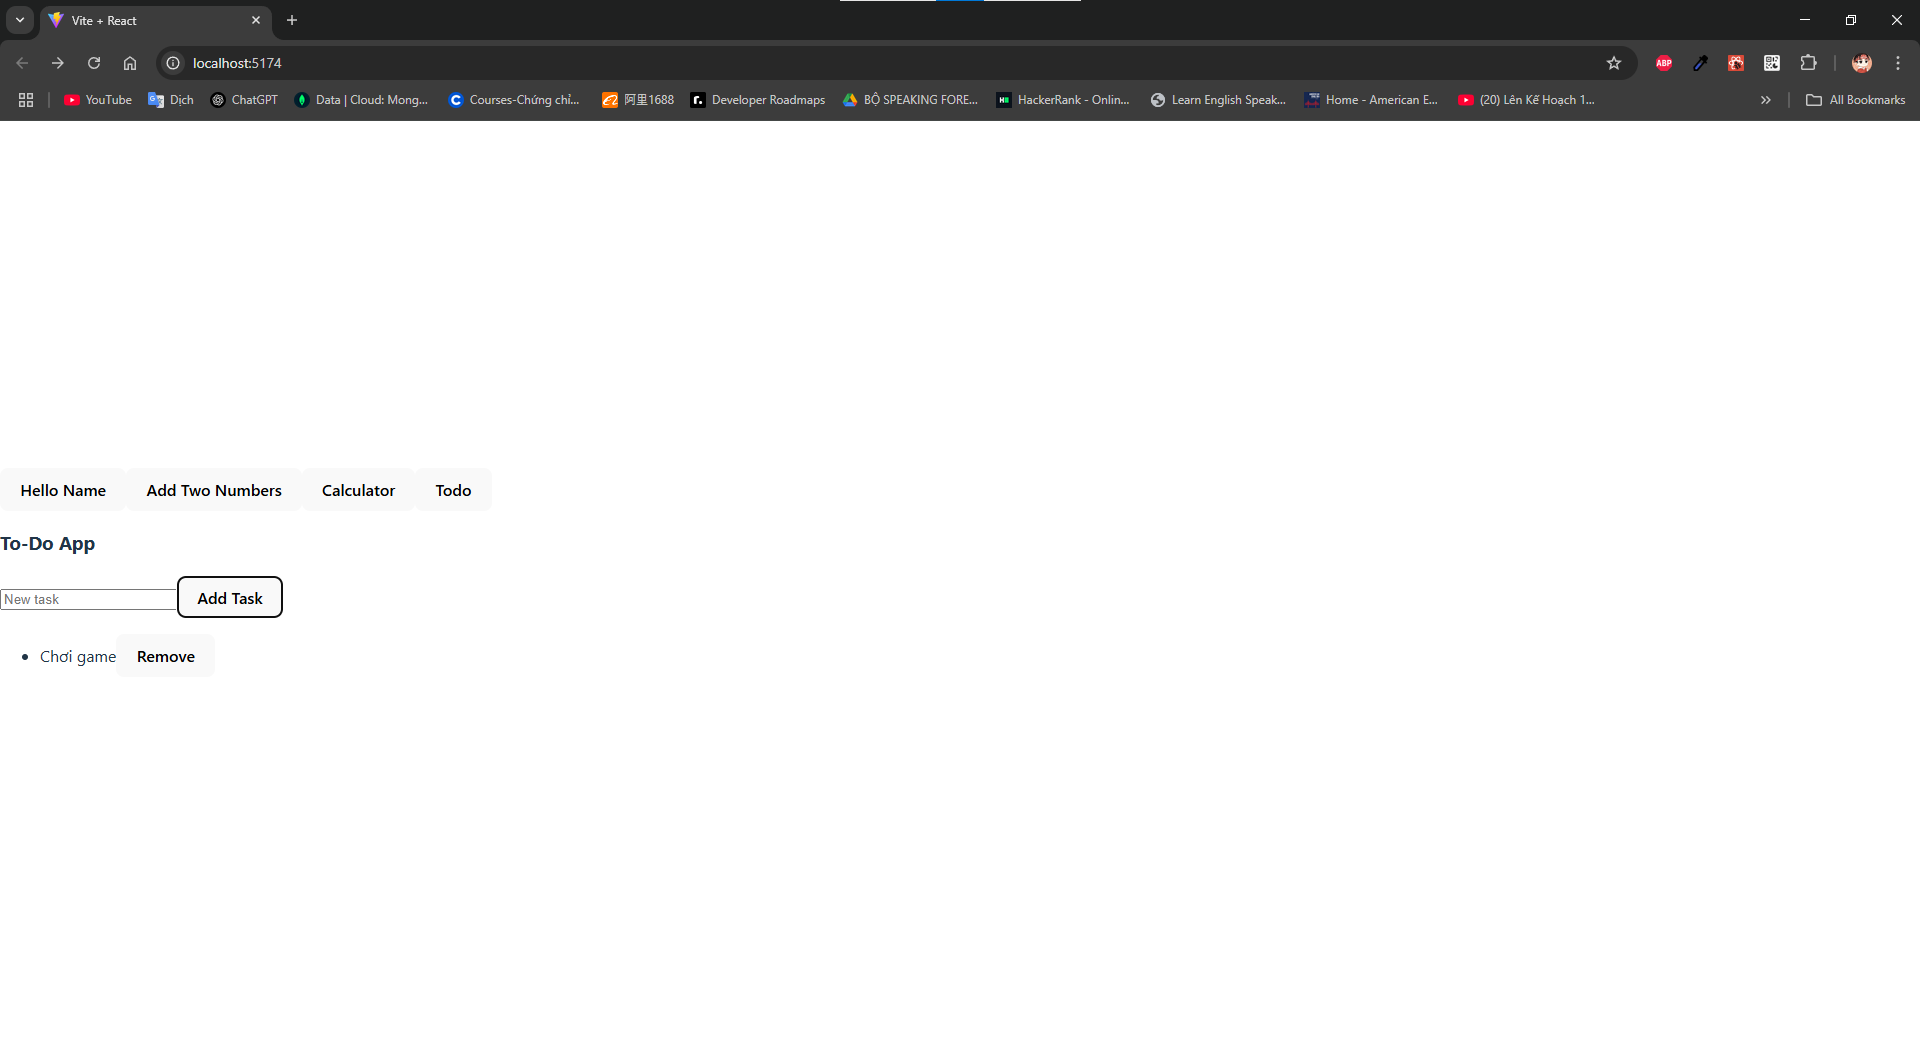 Vite + React
localhost:5174
ABP
YouTube Dịch ChatGPT Data | Cloud: Mong... Courses-Chứng chỉ... 阿里1688 Developer Roadmaps BỘ SPEAKING FORE... HackerRank - Onlin... Learn English Speak... Home - American E... (20) Lên Kế Hoạch 1... All Bookmarks
Hello Name Add Two Numbers Calculator Todo
To-Do App
New task Add Task
Chơi game Remove